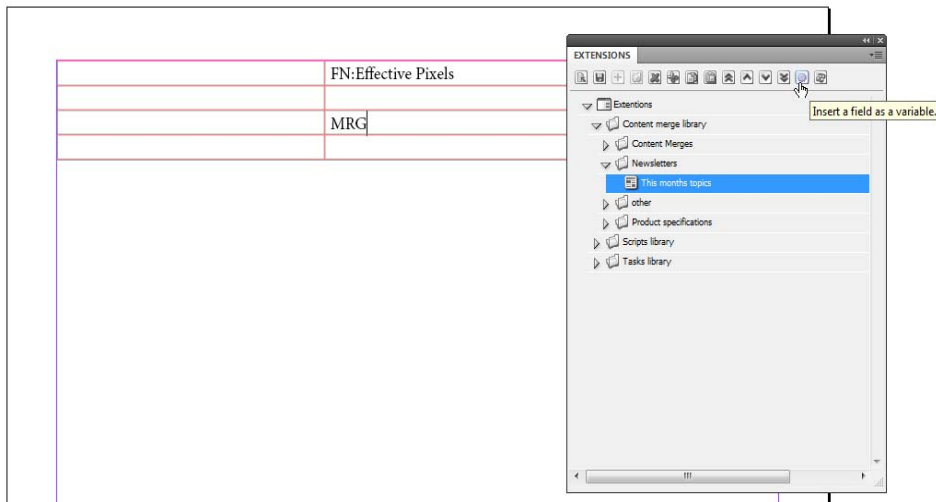 FN:Effective Pixels
MRG
EXTENSIONS
Insert a field as a variable.
Extentions
Content merge library
Content Merges
Newsletters
This months topics
other
Product specifications
Scripts library
Tasks library